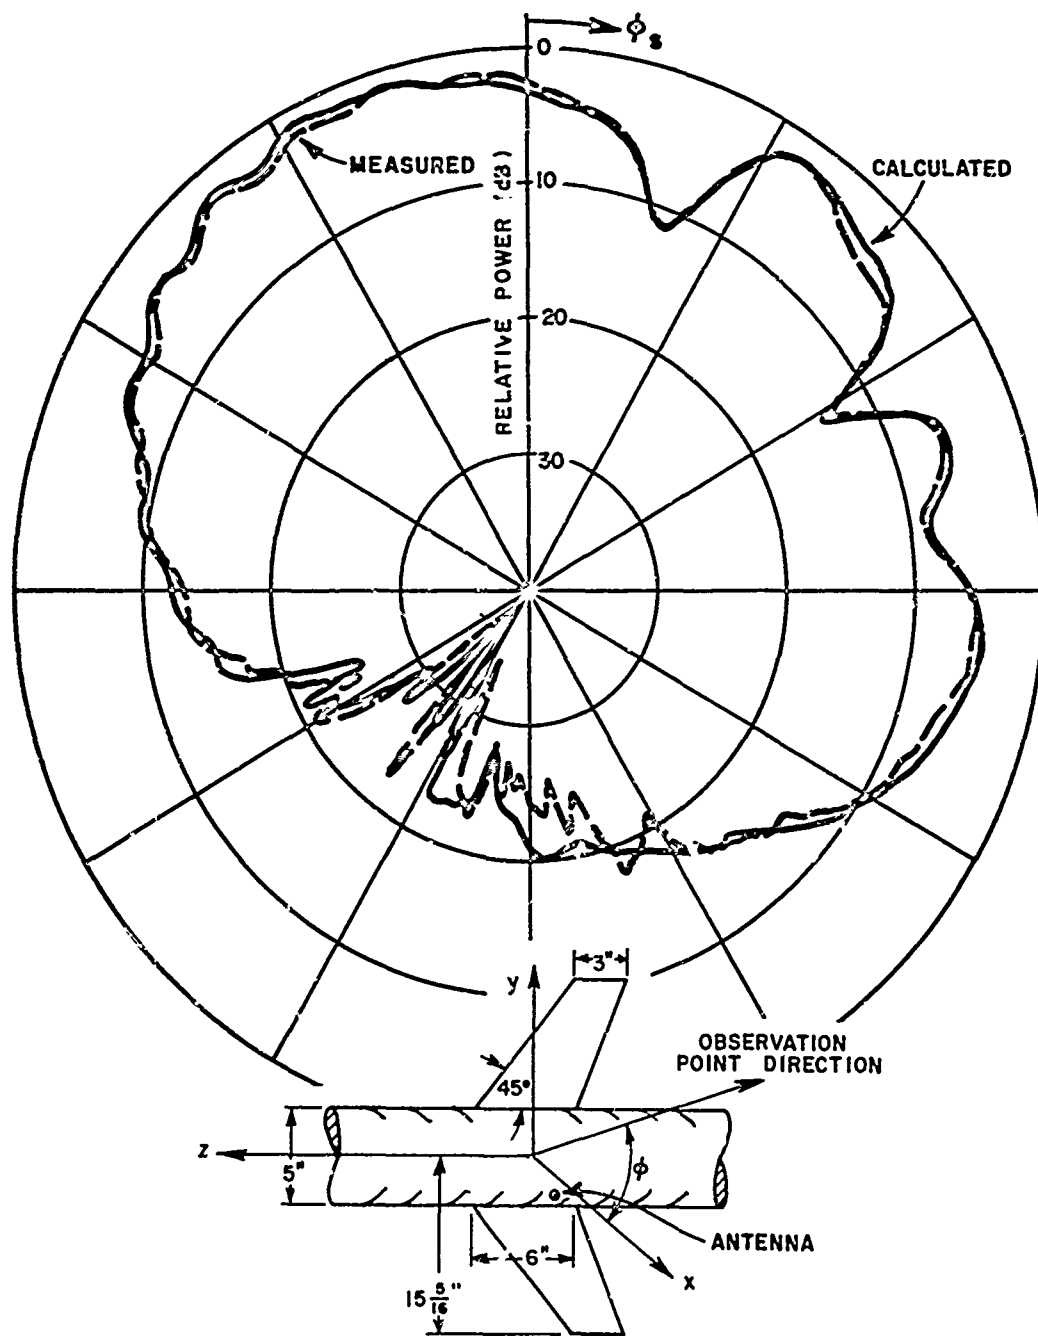 ϕs
0
MEASURED
CALCULATED
10
RELATIVE POWER (dB)
20
30
3"
y
OBSERVATION
POINT DIRECTION
45°
z
5"
ϕ
6"
ANTENNA
x
15 5/16"